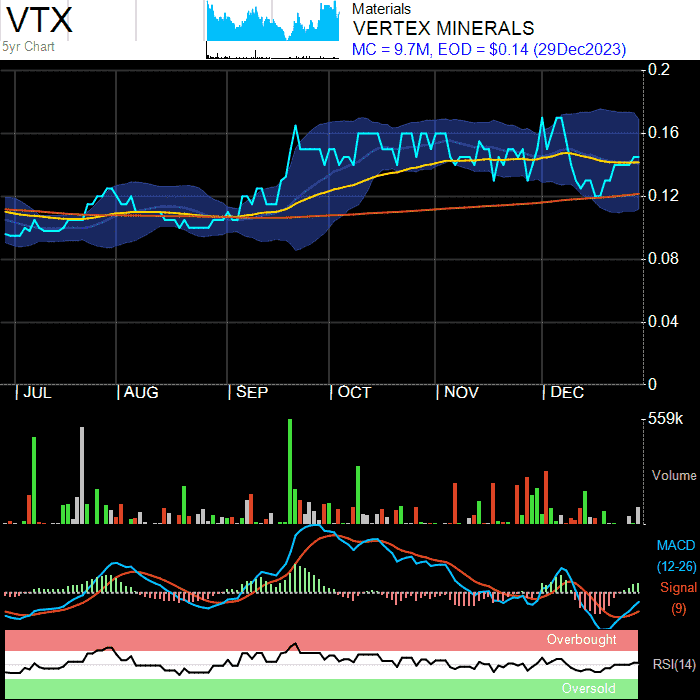 VTX
5yr Chart
Materials
VERTEX MINERALS
MC = 9.7M, EOD = $0.14 (29Dec2023)
0.2
0.16
0.12
0.08
0.04
0
JUL
AUG
SEP
OCT
NOV
DEC
559k
Volume
MACD
(12-26)
Signal
(9)
Overbought
RSI(14)
Oversold